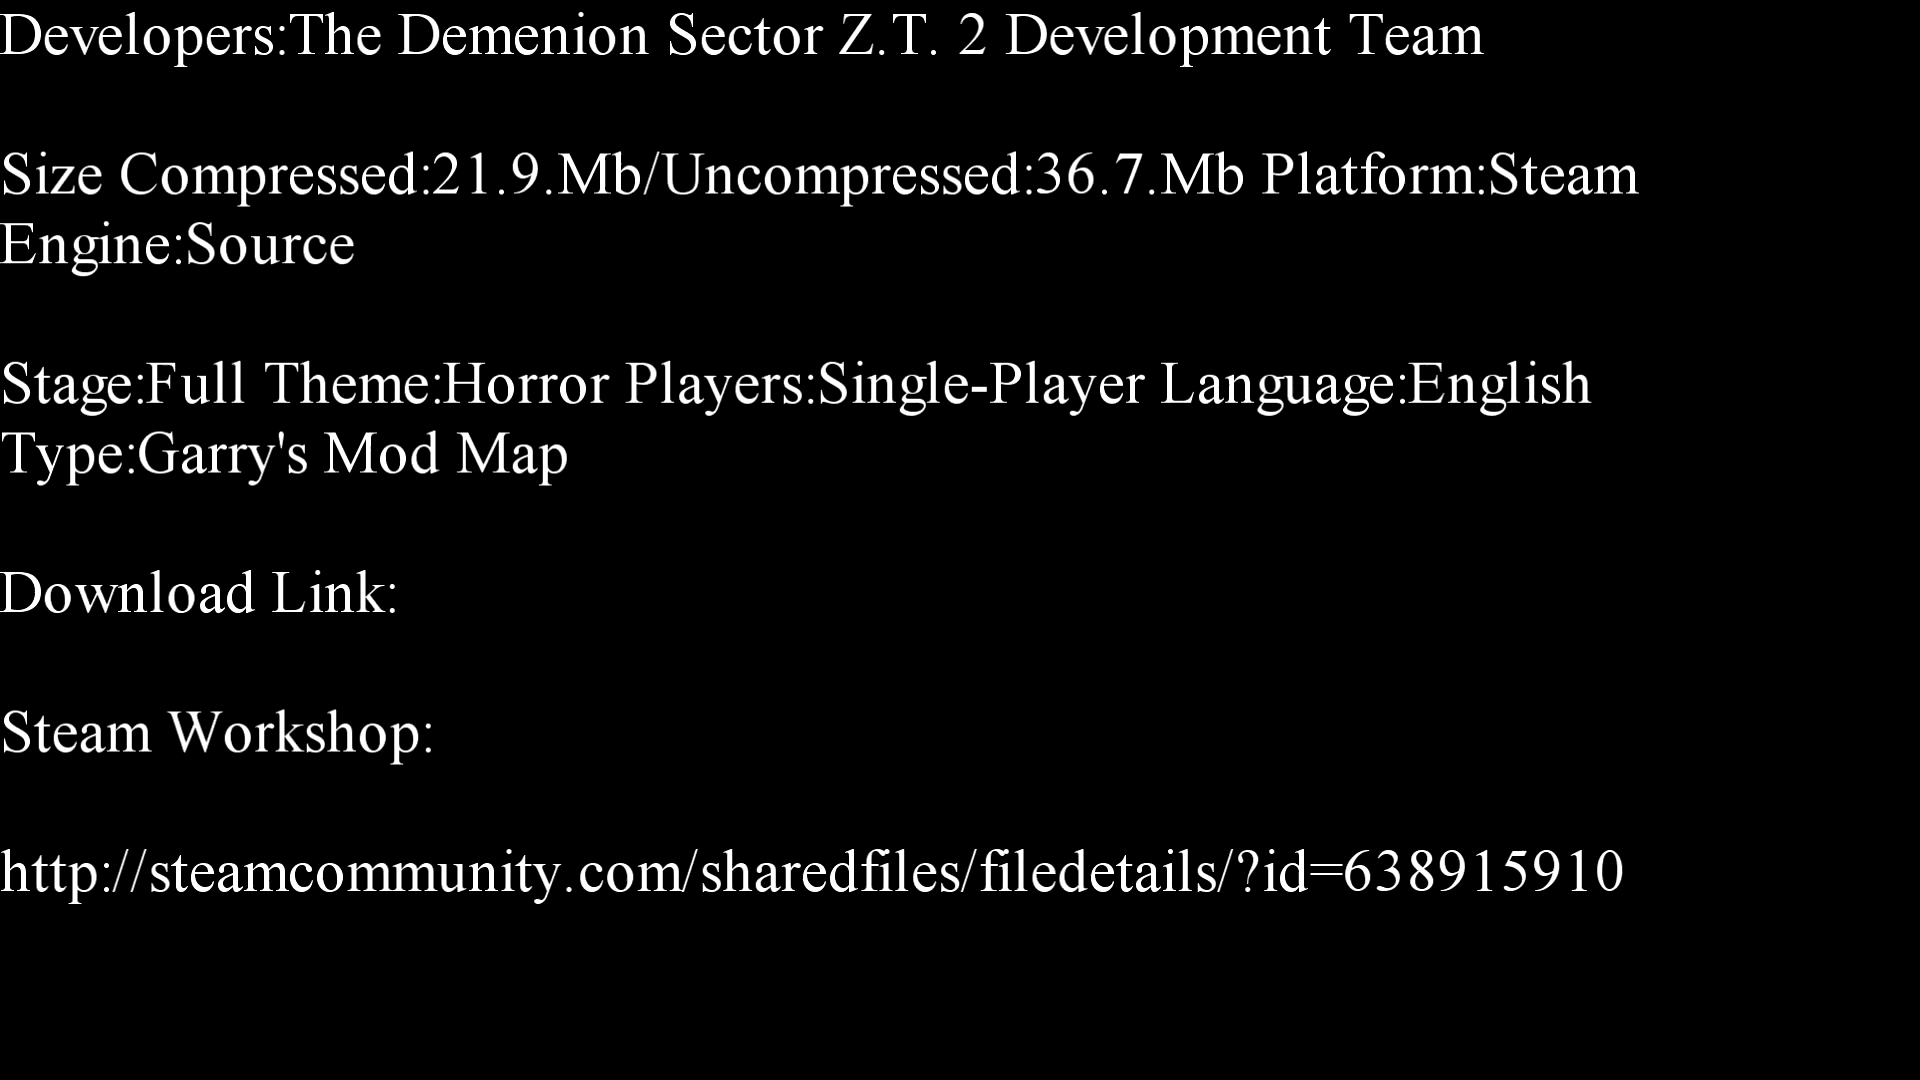 Developers:The Demenion Sector Z.T. 2 Development Team
Size Compressed:21.9.Mb/Uncompressed:36.7.Mb Platform:Steam
Engine:Source
Stage:Full Theme:Horror Players:Single-Player Language:English
Type:Garry's Mod Map
Download Link:
Steam Workshop:
http://steamcommunity.com/sharedfiles/filedetails/?id=638915910